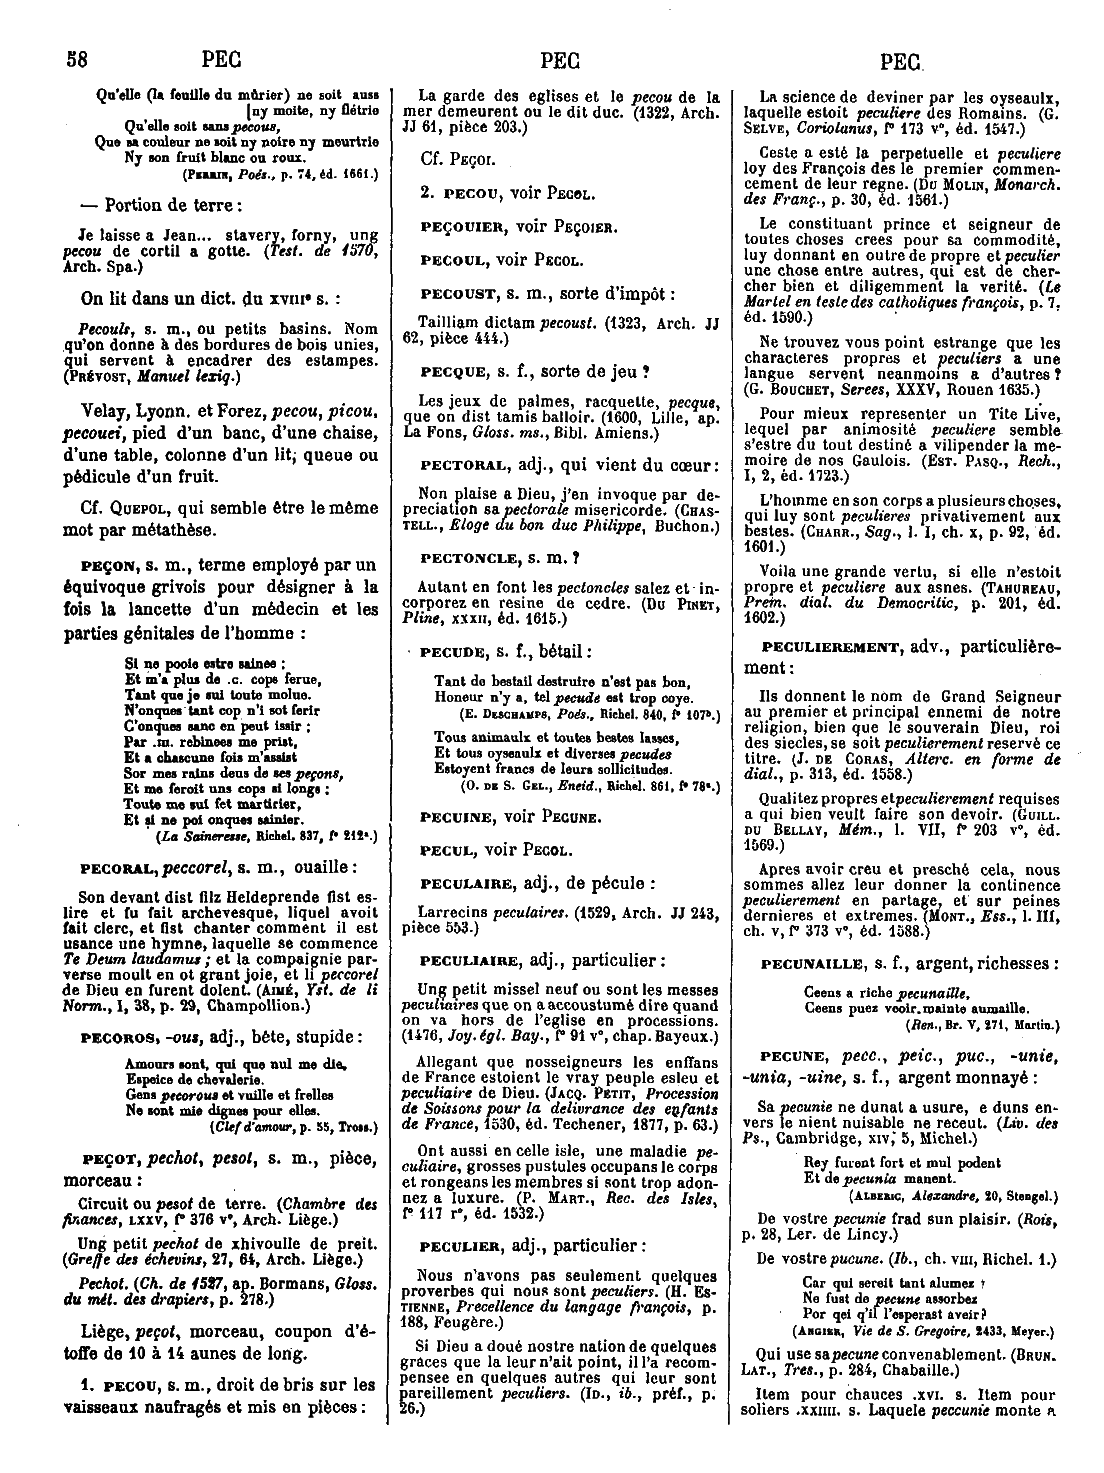 58 PEC PEC PEC
Qu'elle (la feuille du mûrier) ne soit auss
[ny moite, ny flétrie
Qu'elle soit sans pecous,
Que sa couleur ne soit ny noire ny meurtrie
Ny son fruit blanc ou roux.
(PERRIN, Poés., p. 74, éd. 1661.)
— Portion de terre :
Je laisse a Jean... stavery, forny, ung
pecou de cortil a gotte. (Test. de 1570,
Arch. Spa.)
On lit dans un dict. du XVIIIe s. :
Pecouls, s. m., ou petits basins. Nom
qu'on donne à des bordures de bois unies,
qui servent à encadrer des estampes.
(PRÉVOST, Manuel lexiq.)
Velay, Lyonn. et Forez, pecou, picou,
pecouei, pied d'un banc, d'une chaise,
d'une table, colonne d'un lit; queue ou
pédicule d'un fruit.
Cf. QUEPOL, qui semble être le même
mot par métathèse.
PEÇON, s. m., terme employé par un
équivoque grivois pour désigner à la
fois la lancette d'un médecin et les
parties génitales de l'homme :
Si ne pooie estre sainee ;
Et m'a plus de .c. cops ferue,
Tant que je sui toute molue.
N'onques tant cop n'i sot ferir
C'onques sanc en peut issir ;
Par .III. rebinees me prist,
Et a chascune fois m'assist
Sor mes rains deus de ses peçons,
Et me feroit uns cops si longs ;
Toute me sui fet martirier,
Et si ne poi onques sainier.
(La Saineresse, Richel. 837, f° 212a.)
PECORAL, peccorel, s. m., ouaille :
Son devant dist filz Heldeprende fist es-
lire et fu fait archevesque, liquel avoit
fait clerc, et fist chanter comment il est
usance une hymne, laquelle se commence
Te Deum laudamus ; et la compaignie par-
verse moult en ot grant joie, et li peccorel
de Dieu en furent dolent. (AIMÉ, Yst. de li
Norm., I, 38, p. 29, Champollion.)
PECOROS, -ous, adj., bête, stupide :
Amours sont, qui que nul me die,
Espeice de chevalerie.
Gens pecorous et vuille et frelles
Ne sont mie dignes pour elles.
(Clef d'amour, p. 55, Tross.)
PEÇOT, pechot, pesol, s. m., pièce,
morceau :
Circuit ou pesot de terre. (Chambre des
finances, LXXV, f° 376 v°, Arch. Liège.)
Ung petit pechot de xhivoulle de preit.
(Greffe des échevins, 27, 64, Arch. Liège.)
Pechot. (Ch. de 1527, ap. Bormans, Gloss.
du mét. des drapiers, p. 278.)
Liège, peçot, morceau, coupon d'é-
toffe de 10 à 14 aunes de long.
1. PECOU, s. m., droit de bris sur les
vaisseaux naufragés et mis en pièces :
La garde des eglises et le pecou de la
mer demeurent ou le dit duc. (1322, Arch.
JJ 61, pièce 203.)
Cf. PEÇOI.
2. PECOU, voir PECOL.
PEÇOUIER, voir PEÇOIER.
PECOUL, voir PECOL.
PECOUST, s. m., sorte d'impôt :
Tailliam dictam pecoust. (1323, Arch. JJ
62, pièce 444.)
PECQUE, s. f., sorte de jeu ?
Les jeux de palmes, racquette, pecque,
que on dist tamis balloir. (1600, Lille, ap.
La Fons, Gloss. ms., Bibl. Amiens.)
PECTORAL, adj., qui vient du cœur :
Non plaise a Dieu, j'en invoque par de-
precation sa pectorale misericorde. (CHAS-
TELL., Eloge du bon duc Philippe, Buchon.)
PECTONCLE, s. m. ?
Autant en font les pectoncles salez et in-
corporez en resine de cedre. (DU PINET,
Pline, XXXII, éd. 1615.)
PECUDE, s. f., bétail :
Tant de bestail destruire n'est pas bon,
Honeur n'y a, tel pecude est trop coye.
(E. DESCHAMPS, Poés., Richel. 840, f° 107b.)
Tous animaulx et toutes bestes lasses,
Et tous oyseaulx et diverses pecudes
Estoyent francs de leurs sollicitudes.
(O. DE S. GEL., Eneid., Richel. 861, f° 78a.)
PECUINE, voir PECUNE.
PECUL, voir PECOL.
PECULAIRE, adj., de pécule :
Larrecins peculaires. (1529, Arch. JJ 243,
pièce 553.)
PECULIAIRE, adj., particulier :
Ung petit missel neuf ou sont les messes
peculiaires que on a accoustumé dire quand
on va hors de l'eglise en processions.
(1476, Joy. égl. Bay., f° 91 v°, chap. Bayeux.)
Allegant que nosseigneurs les enffans
de France estoient le vray peuple esleu et
peculiaire de Dieu. (JACQ. PETIT, Procession
de Soissons pour la delivrance des enfants
de France, 1530, éd. Techener, 1877, p. 63.)
Ont aussi en celle isle, une maladie pe-
culiaire, grosses pustules occupans le corps
et rongeans les membres si sont trop adon-
nez a luxure. (P. MART., Rec. des Isles,
f° 117 r°, éd. 1532.)
PECULIER, adj., particulier :
Nous n'avons pas seulement quelques
proverbes qui nous sont peculiers. (H. ES-
TIENNE, Precellence du langage françois, p.
188, Feugère.)
Si Dieu a doué nostre nation de quelques
graces que la leur n'ait point, il l'a recom-
pensee en quelques autres qui leur sont
pareillement peculiers. (ID., ib., préf., p.
26.)
La science de deviner par les oyseaulx,
laquelle estoit peculiere des Romains. (G.
SELVE, Coriolanus, f° 173 v°, éd. 1547.)
Ceste a esté la perpetuelle et peculiere
loy des François des le premier commen-
cement de leur regne. (DU MOLIN, Monarch.
des Franç., p. 30, éd. 1561.)
Le constituant prince et seigneur de
toutes choses crees pour sa commodité,
luy donnant en outre de propre et peculier
une chose entre autres, qui est de cher-
cher bien et diligemment la verité. (Le
Martel en teste des catholiques françois, p. 7,
éd. 1590.)
Ne trouvez vous point estrange que les
characteres propres et peculiers a une
langue servent neanmoins a d'autres ?
(G. BOUCHET, Serees, XXXV, Rouen 1635.)
Pour mieux representer un Tite Live,
lequel par animosité peculiere semble
s'estre du tout destiné a vilipender la me-
moire de nos Gaulois. (EST. PASQ., Rech.,
I, 2, éd. 1723.)
L'homme en son corps a plusieurs choses,
qui luy sont peculieres privativement aux
bestes. (CHARR., Sag., l. I, ch. X, p. 92, éd.
1601.)
Voila une grande vertu, si elle n'estoit
propre et peculiere aux asnes. (TAHUREAU,
Prem. dial. du Democritic, p. 201, éd.
1602.)
PECULIEREMENT, adv., particulière-
ment :
Ils donnent le nom de Grand Seigneur
au premier et principal ennemi de notre
religion, bien que le souverain Dieu, roi
des siecles, se soit peculierement reservé ce
titre. (J. DE CORAS, Alterc. en forme de
dial., p. 313, éd. 1558.)
Qualitez propres et peculierement requises
a qui bien veult faire son devoir. (GUILL.
DU BELLAY, Mém., l. VII, f° 203 v°, éd.
1569.)
Apres avoir creu et presché cela, nous
sommes allez leur donner la continence
peculierement en partage, et sur peines
dernieres et extremes. (MONT., Ess., l. III,
ch. V, f° 373 v°, éd. 1588.)
PECUNAILLE, s. f., argent, richesses :
Ceens a riche pecunaille,
Ceens puez veoir mainte aumaille.
(Ren., Br. V, 271, Martin.)
PECUNE, pecc., peic., puc., -unie,
-unia, -uine, s. f., argent monnayé :
Sa pecunie ne dunat a usure, e duns en-
vers le nient nuisable ne receut. (Liv. des
Ps., Cambridge, XIV, 5, Michel.)
Rey furent fort et mul podent
Et de pecunia manent.
(ALBERIC, Alexandre, 20, Stengel.)
De vostre pecunie frad sun plaisir. (Rois,
p. 28, Ler. de Lincy.)
De vostre pucune. (Ib., ch. VIII, Richel. 1.)
Car qui sereit tant alumez
Ne fust de pecune assorbez
Por qei q'il l'esperast aveir ?
(ANGIER, Vie de S. Gregoire, 2433, Meyer.)
Qui use sa pecune convenablement. (BRUN.
LAT., Tres., p. 284, Chabaille.)
Item pour chauces .XVI. s. Item pour
soliers .XXIIII. s. Laquele peccunie monte a